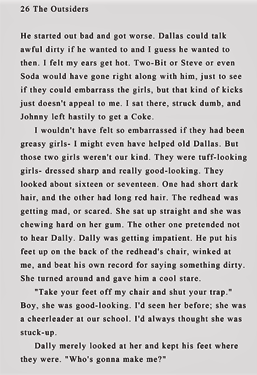 26 The Outsiders
He started out bad and got worse. Dallas could talk
awful dirty if he wanted to and I guess he wanted to
then. I felt my ears get hot. Two-Bit or Steve or even
Soda would have gone right along with him, just to see
if they could embarrass the girls, but that kind of kicks
just doesn't appeal to me. I sat there, struck dumb, and
Johnny left hastily to get a Coke.
I wouldn't have felt so embarrassed if they had been
greasy girls- I might even have helped old Dallas. But
those two girls weren't our kind. They were tuff-looking
girls- dressed sharp and really good-looking. They
looked about sixteen or seventeen. One had short dark
hair, and the other had long red hair. The redhead was
getting mad, or scared. She sat up straight and she was
chewing hard on her gum. The other one pretended not
to hear Dally. Dally was getting impatient. He put his
feet up on the back of the redhead's chair, winked at
me, and beat his own record for saying something dirty.
She turned around and gave him a cool stare.
"Take your feet off my chair and shut your trap."
Boy, she was good-looking. I'd seen her before; she was
a cheerleader at our school. I'd always thought she was
stuck-up.
Dally merely looked at her and kept his feet where
they were. "Who's gonna make me?"